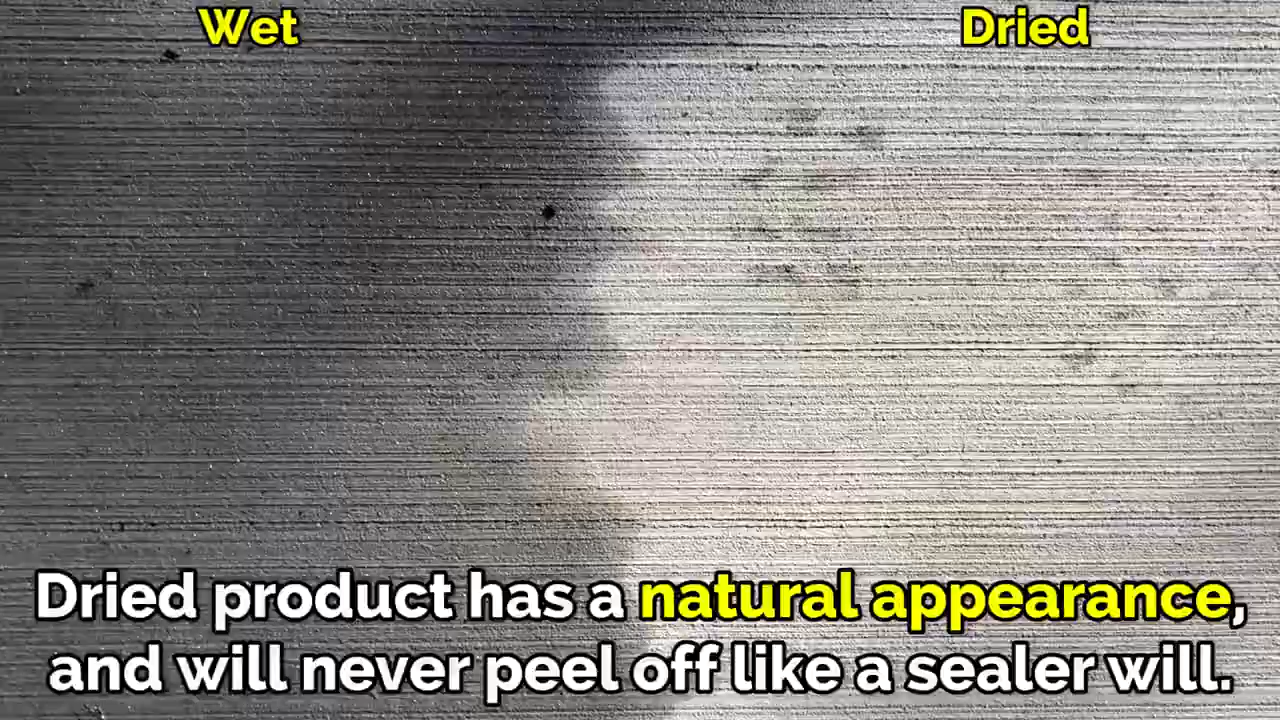 Wet
Dried
Dried product has a natural appearance,
and will never peel off like a sealer will.